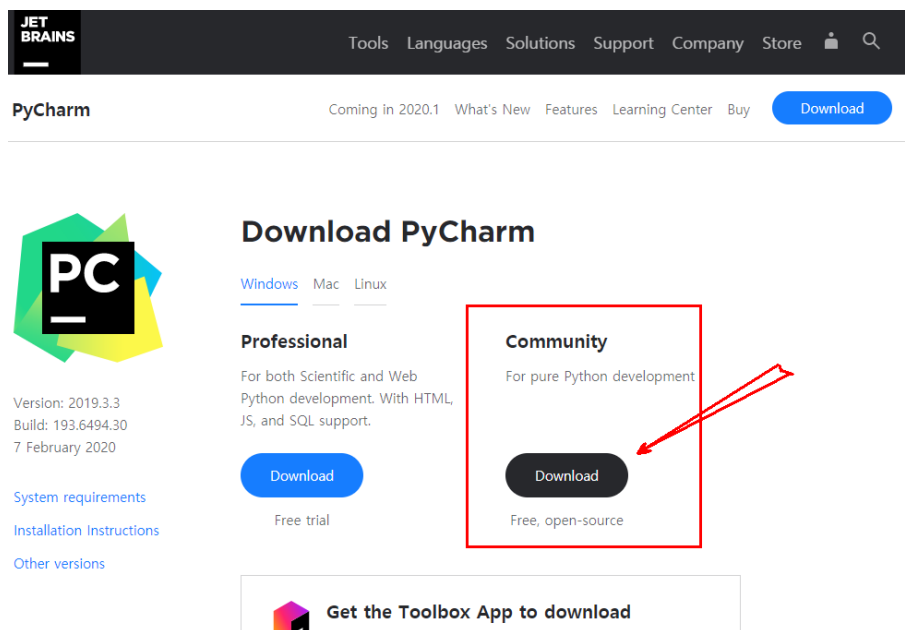 JET
BRAINS
Tools Languages Solutions Support Company Store
PyCharm
Coming in 2020.1 What's New Features Learning Center Buy Download
PC
Version: 2019.3.3
Build: 193.6494.30
7 February 2020
System requirements
Installation Instructions
Other versions
Download PyCharm
Windows Mac Linux
Professional
For both Scientific and Web
Python development. With HTML,
JS, and SQL support.
Download
Free trial
Community
For pure Python development
Download
Free, open-source
Get the Toolbox App to download